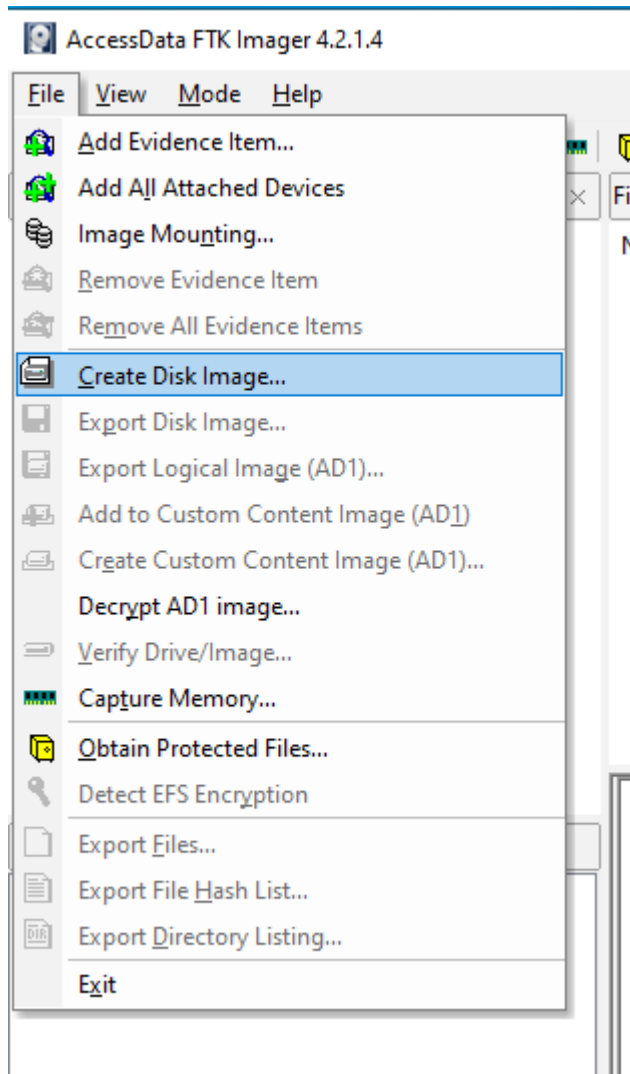 AccessData FTK Imager 4.2.1.4
File View Mode Help
Add Evidence Item...
Add All Attached Devices
Image Mounting...
Remove Evidence Item
Remove All Evidence Items
Create Disk Image...
Export Disk Image...
Export Logical Image (AD1)...
Add to Custom Content Image (AD1)
Create Custom Content Image (AD1)...
Decrypt AD1 image...
Verify Drive/Image...
Capture Memory...
Obtain Protected Files...
Detect EFS Encryption
Export Files...
Export File Hash List...
DIR
Export Directory Listing...
Exit